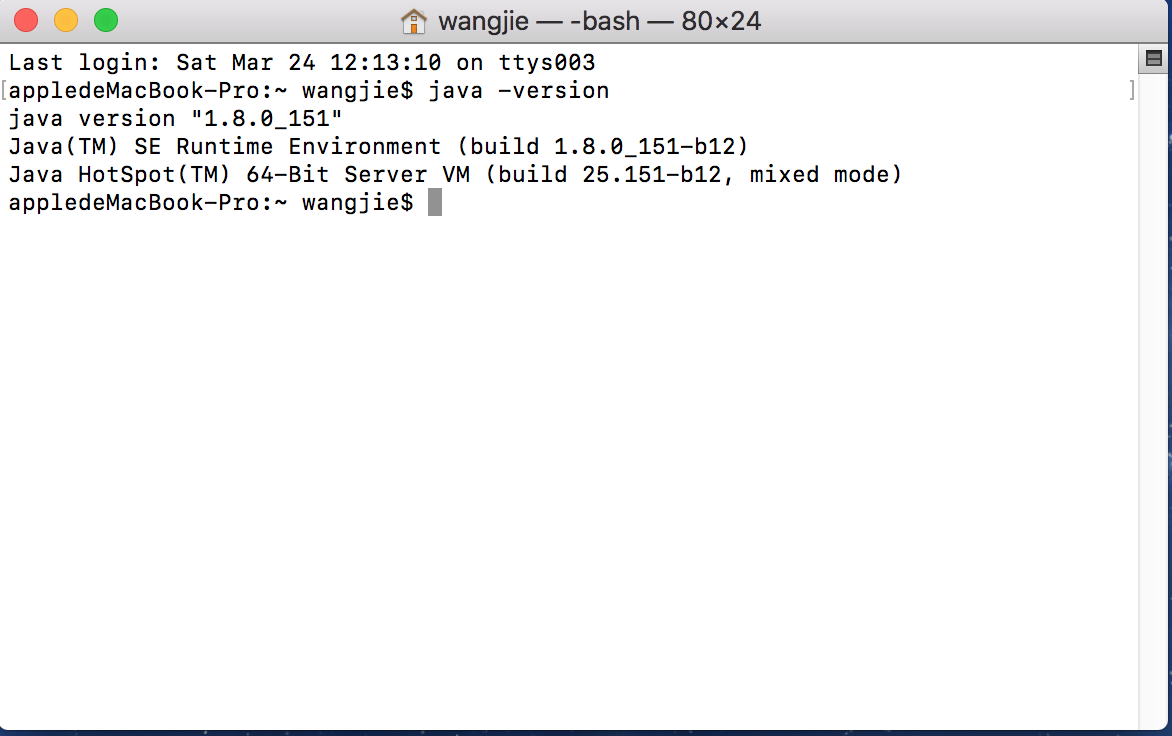 wangjie — -bash — 80×24
Last login: Sat Mar 24 12:13:10 on ttys003
[appledeMacBook-Pro:~ wangjie$ java -version ]
java version "1.8.0_151"
Java(TM) SE Runtime Environment (build 1.8.0_151-b12)
Java HotSpot(TM) 64-Bit Server VM (build 25.151-b12, mixed mode)
appledeMacBook-Pro:~ wangjie$